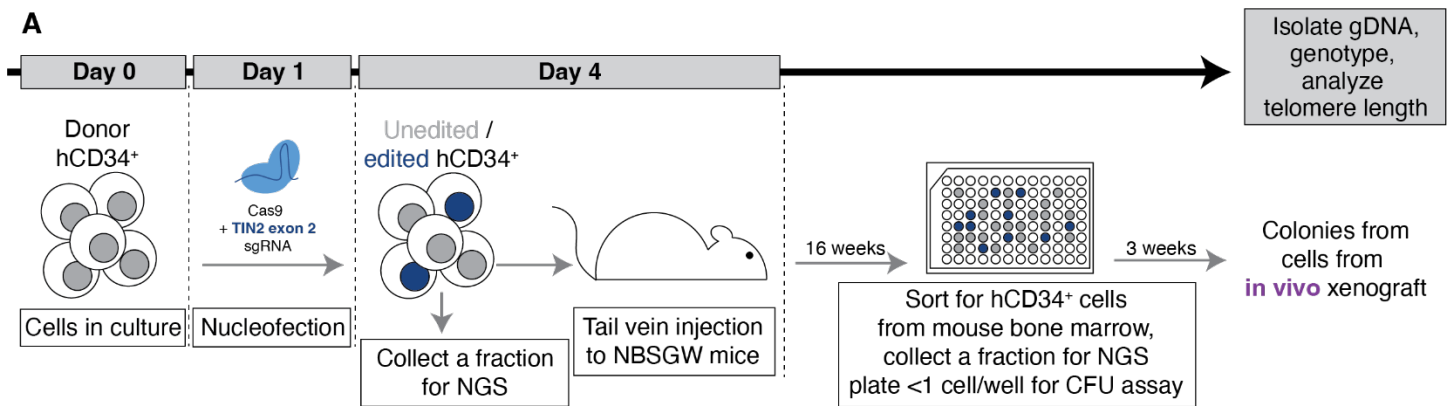 A
Day 0
Day 1
Day 4
Isolate gDNA,
genotype,
analyze
telomere length
Donor
hCD34⁺
Cas9
+ TIN2 exon 2
sgRNA
Unedited /
edited hCD34⁺
16 weeks
3 weeks
Colonies from
cells from
in vivo xenograft
Cells in culture
Nucleofection
Collect a fraction
for NGS
Tail vein injection
to NBSGW mice
Sort for hCD34⁺ cells
from mouse bone marrow,
collect a fraction for NGS
plate <1 cell/well for CFU assay